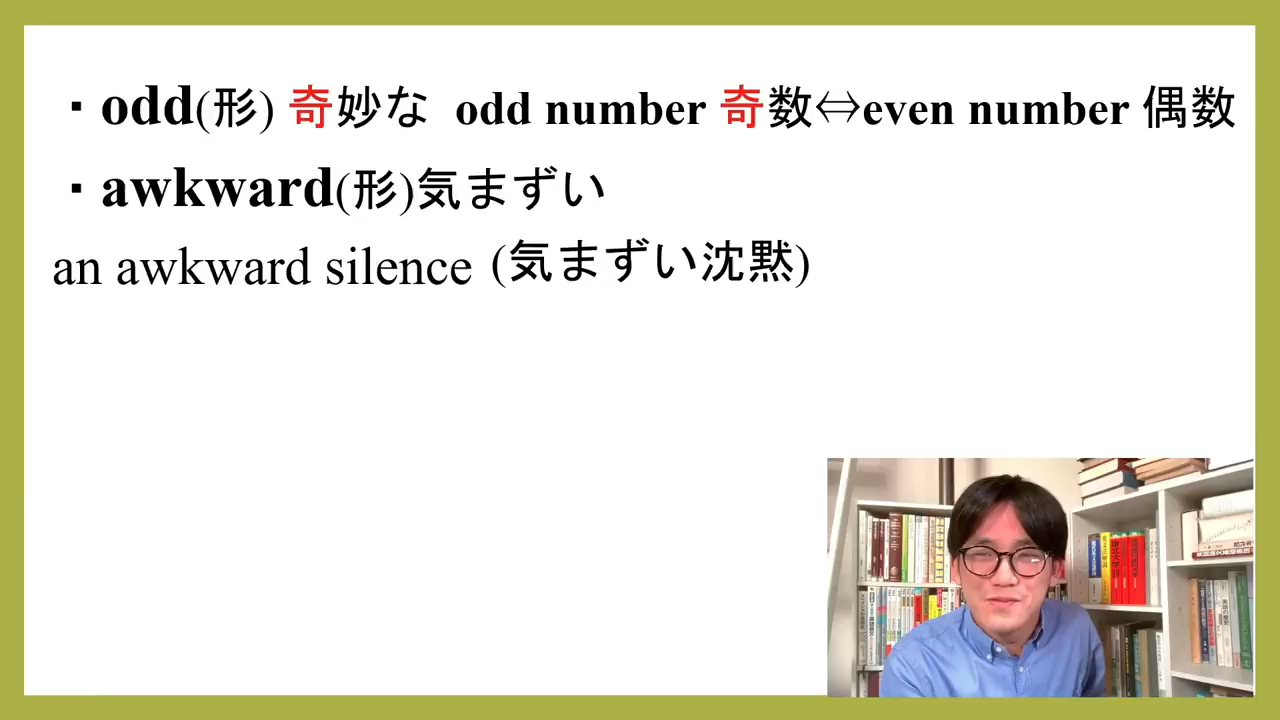 ・odd(形) 奇妙な odd number 奇数⇔even number 偶数
・awkward(形)気まずい
an awkward silence (気まずい沈黙)